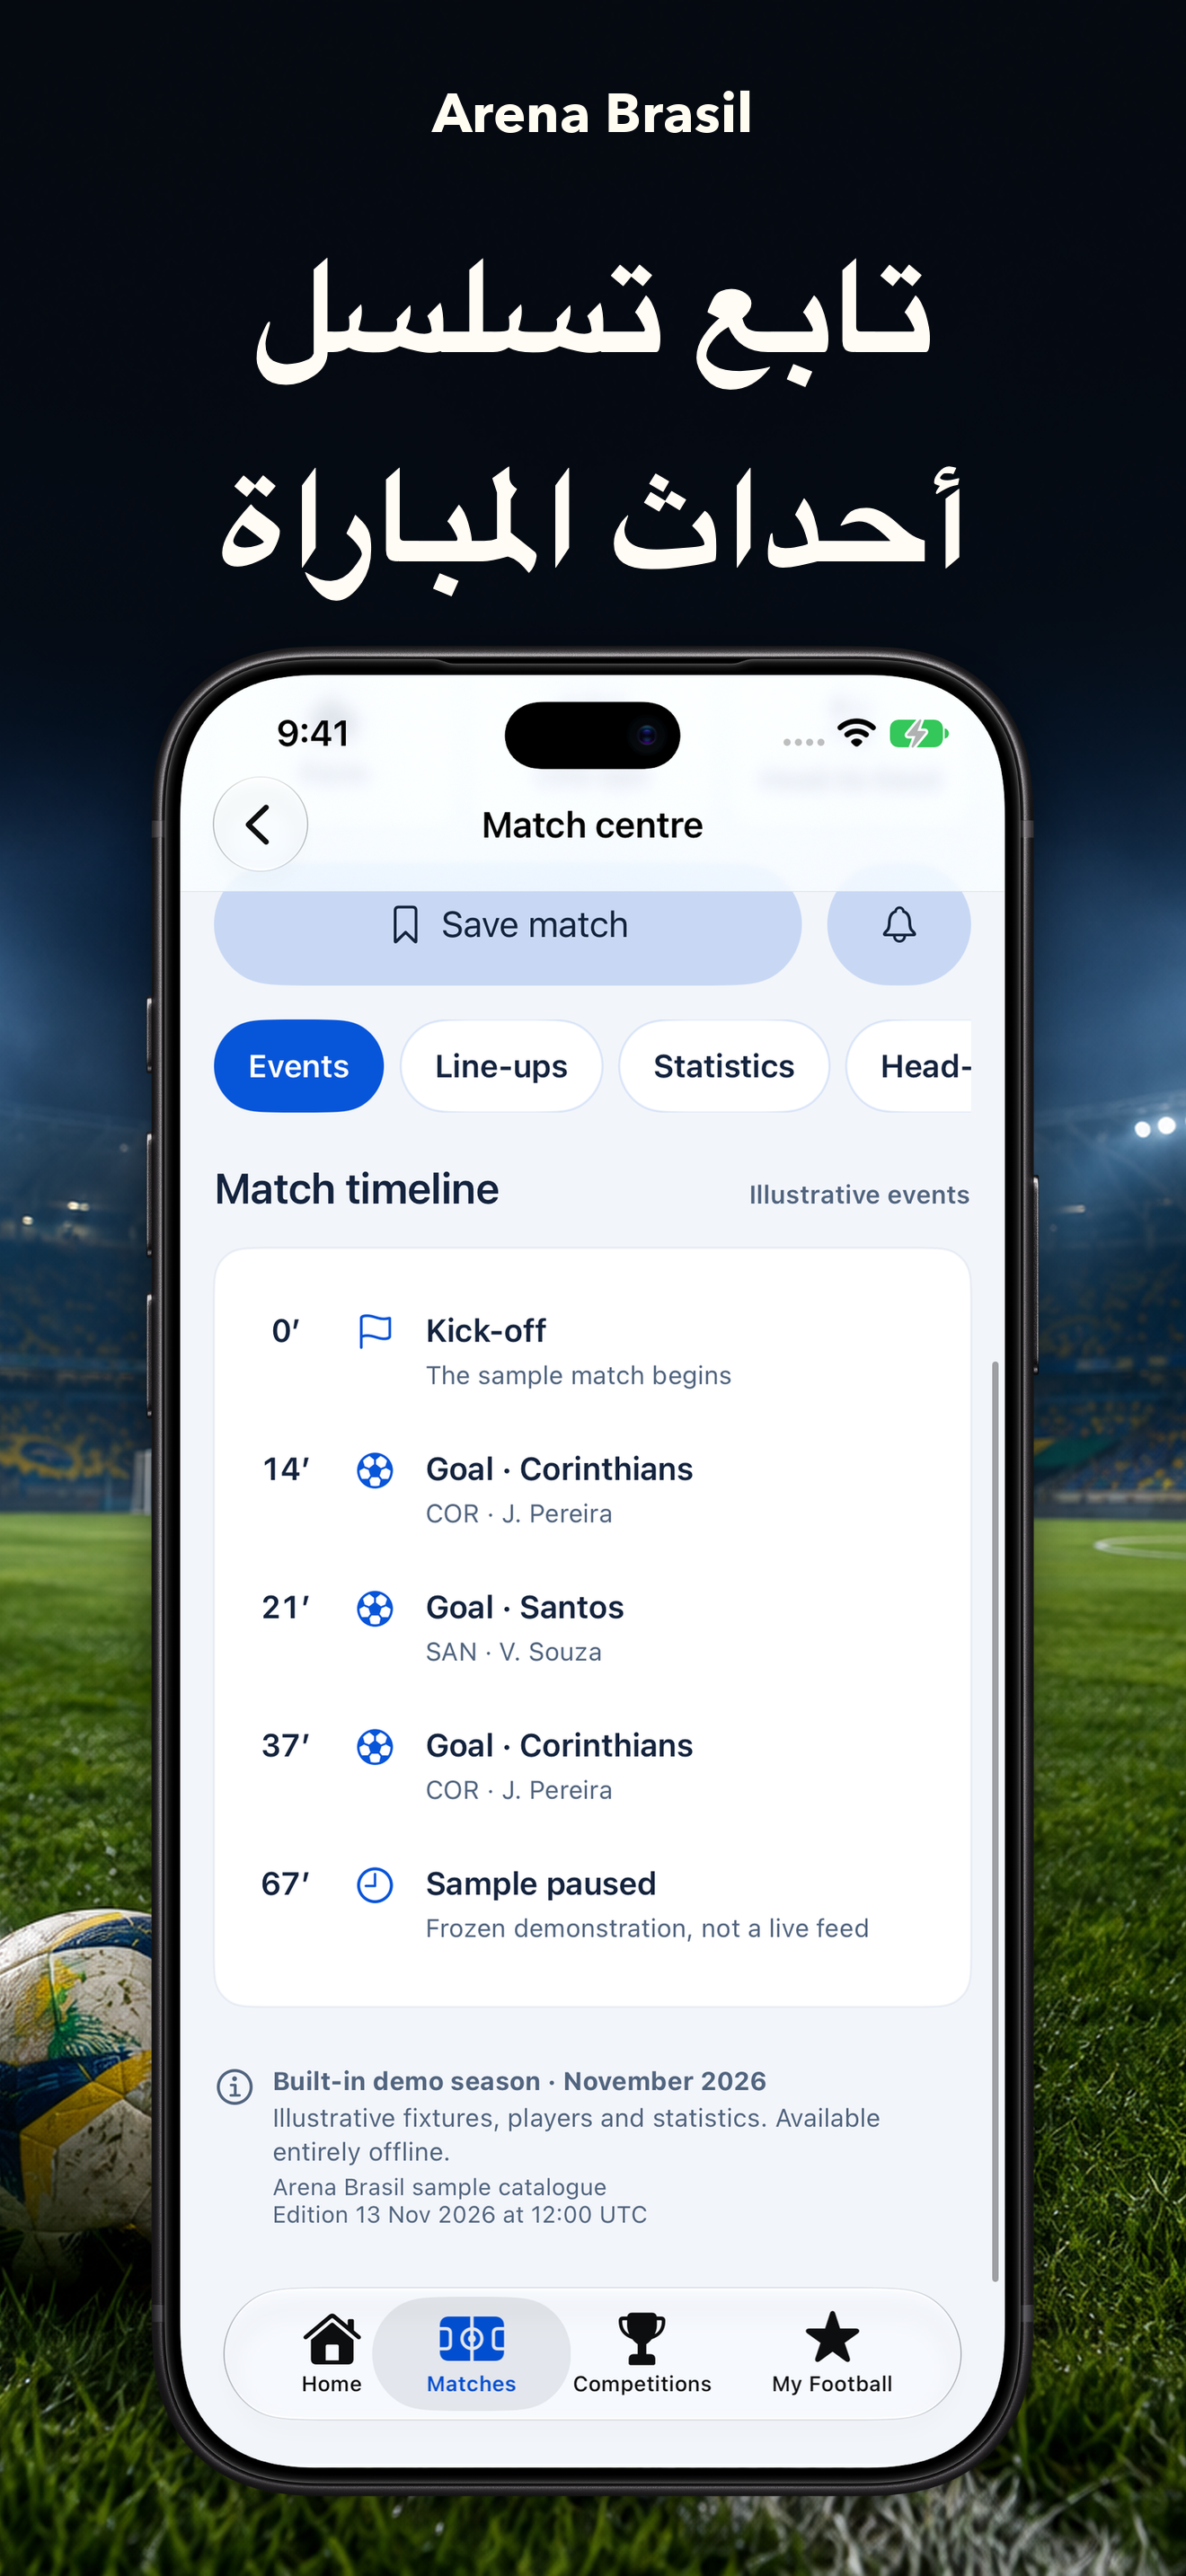 Arena Brasil
تابع تسلسل
أحداث المباراة
9:41
Match centre
Save match
Events
Line-ups
Statistics
Head-
Match timeline
Illustrative events
0′
Kick-off
The sample match begins
14′
Goal · Corinthians
COR · J. Pereira
21′
Goal · Santos
SAN · V. Souza
37′
Goal · Corinthians
COR · J. Pereira
67′
Sample paused
Frozen demonstration, not a live feed
Built-in demo season · November 2026
Illustrative fixtures, players and statistics. Available
entirely offline.
Arena Brasil sample catalogue
Edition 13 Nov 2026 at 12:00 UTC
Home
Matches
Competitions
My Football